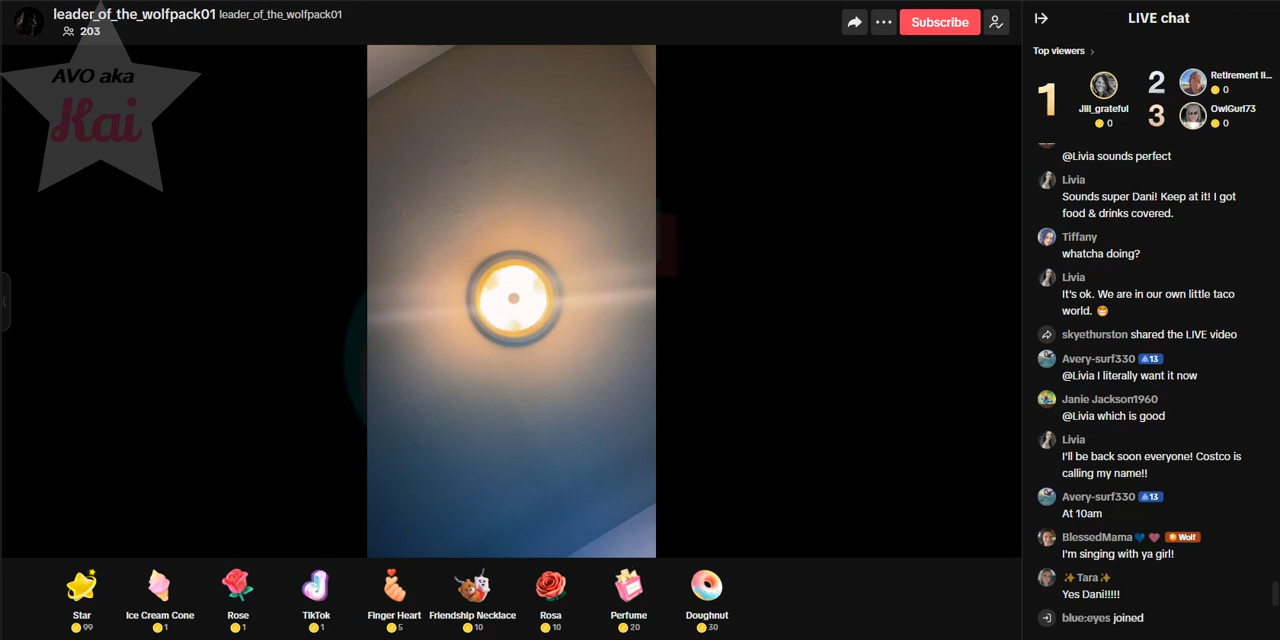 leader_of_the_wolfpack01 leader_of_the_wolfpack01
203
Subscribe
AVO aka
Kai
LIVE chat
Top viewers
1
Jill_grateful
0
2
Retirement li...
0
3
OwlGurl73
0
@Livia sounds perfect
Livia
Sounds super Dani! Keep at it! I got
food & drinks covered.
Tiffany
whatcha doing?
Livia
It's ok. We are in our own little taco
world. 😁
skyethurston shared the LIVE video
Avery-surf330 13
@Livia I literally want it now
Janie Jackson1960
@Livia which is good
Livia
I'll be back soon everyone! Costco is
calling my name!!
Avery-surf330 13
At 10am
BlessedMama💙 💗 Wolf
I'm singing with ya girl!
✨Tara✨
Yes Dani!!!!!
blue:eyes joined
Star
99
Ice Cream Cone
1
Rose
1
TikTok
1
Finger Heart
5
Friendship Necklace
10
Rosa
10
Perfume
20
Doughnut
30